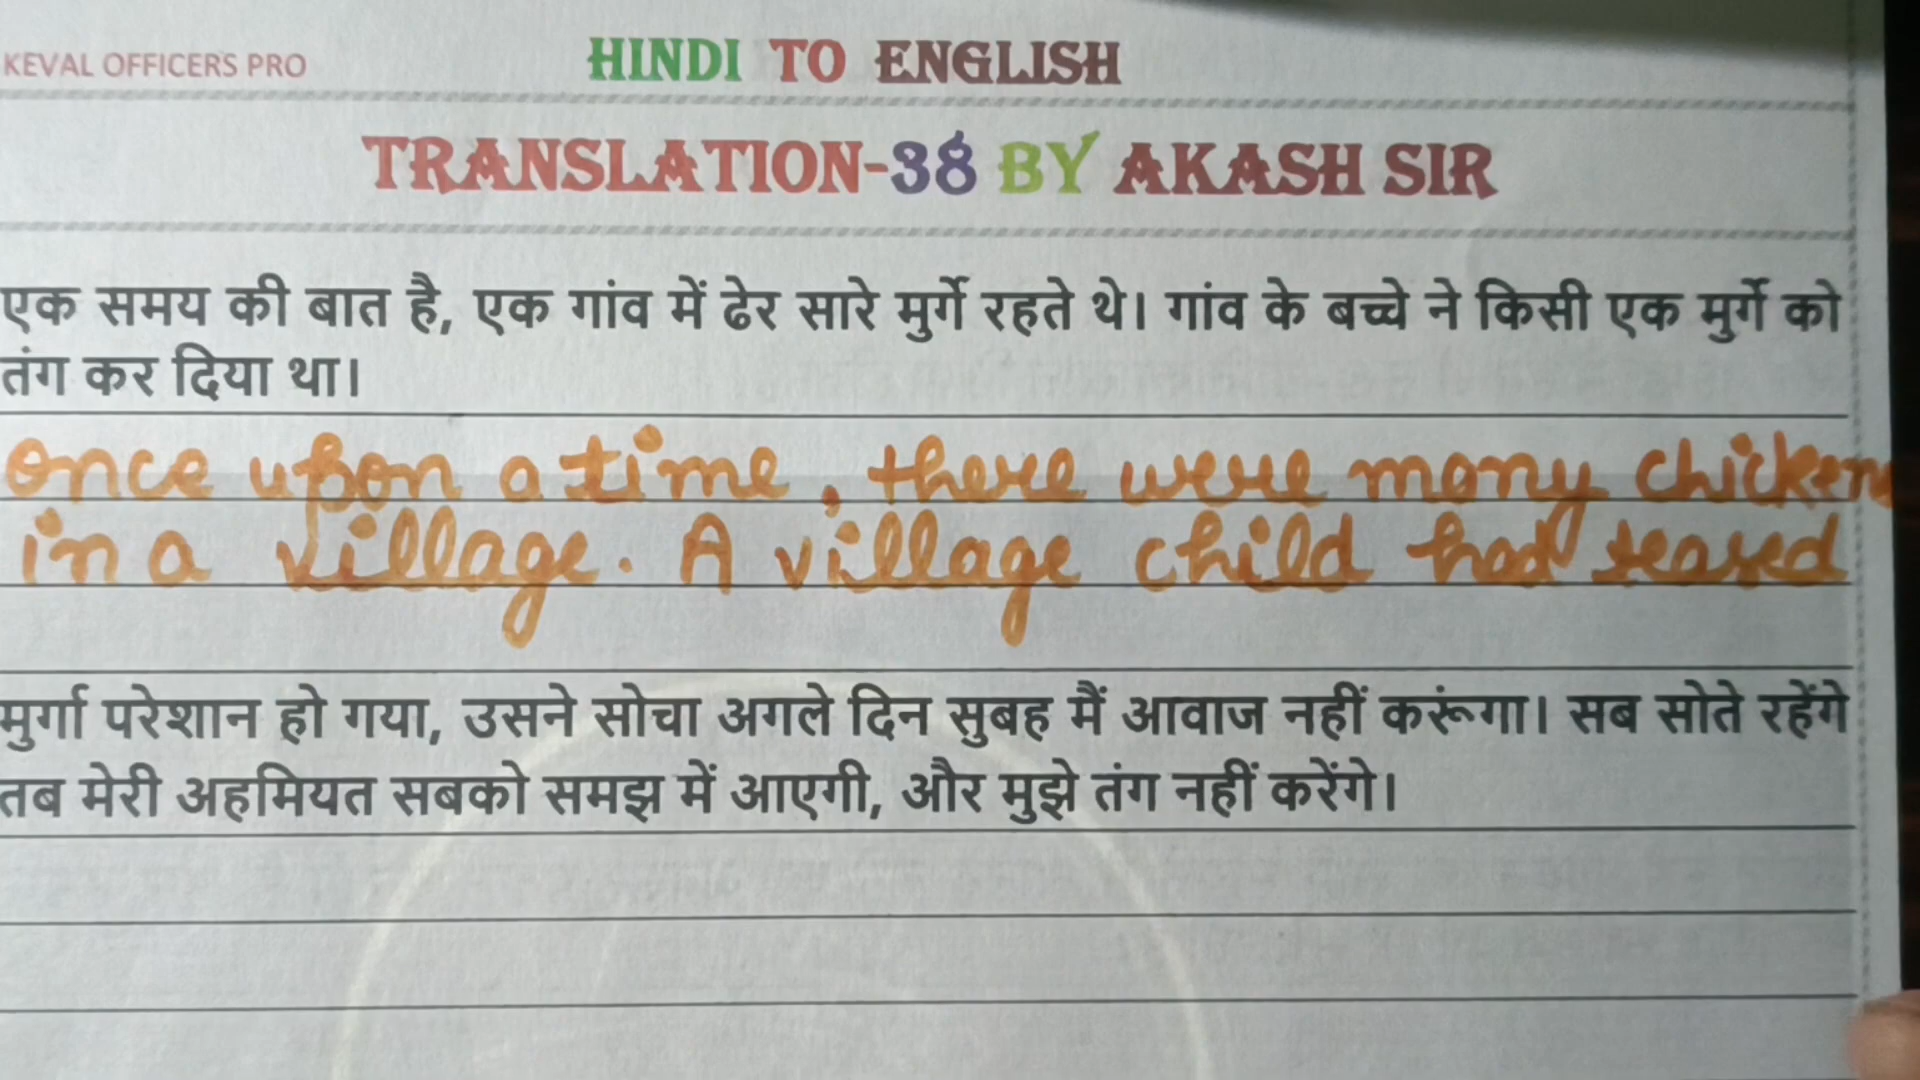 KEVAL OFFICERS PRO
HINDI TO ENGLISH
TRANSLATION-38 BY AKASH SIR
एक समय की बात है, एक गांव में ढेर सारे मुर्गे रहते थे। गांव के बच्चे ने किसी एक मुर्गे को
तंग कर दिया था।
once upon a time, there were many chickens
in a village. A village child had teased
मुर्गा परेशान हो गया, उसने सोचा अगले दिन सुबह मैं आवाज नहीं करूंगा। सब सोते रहेंगे
तब मेरी अहमियत सबको समझ में आएगी, और मुझे तंग नहीं करेंगे।